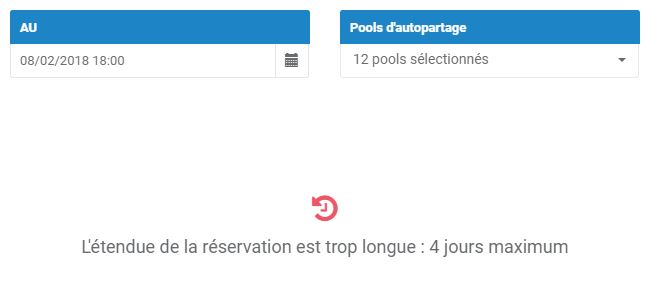 AU
Pools d'autopartage
08/02/2018 18:00
12 pools sélectionnés
L'étendue de la réservation est trop longue : 4 jours maximum